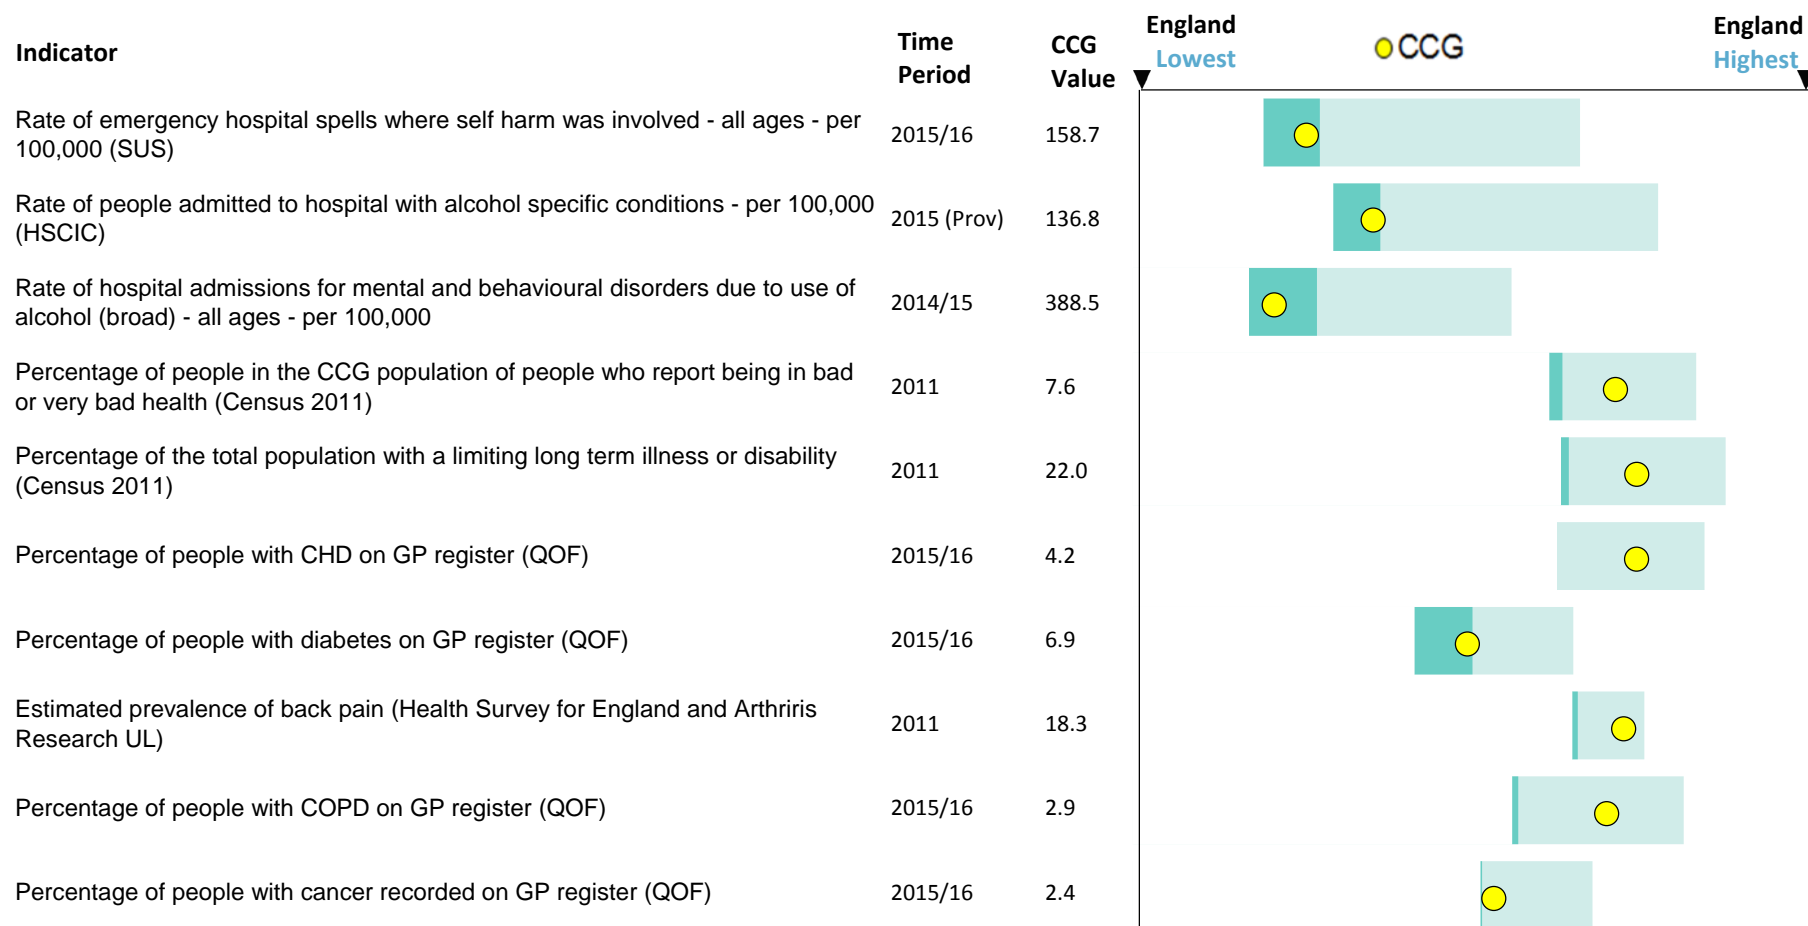 Indicator
Time
Period
CCG
Value
England
Lowest
CCG
England
Highest
Rate of emergency hospital spells where self harm was involved - all ages - per
100,000 (SUS)
2015/16
158.7
Rate of people admitted to hospital with alcohol specific conditions - per 100,000
(HSCIC)
2015 (Prov)
136.8
Rate of hospital admissions for mental and behavioural disorders due to use of
alcohol (broad) - all ages - per 100,000
2014/15
388.5
Percentage of people in the CCG population of people who report being in bad
or very bad health (Census 2011)
2011
7.6
Percentage of the total population with a limiting long term illness or disability
(Census 2011)
2011
22.0
Percentage of people with CHD on GP register (QOF)
2015/16
4.2
Percentage of people with diabetes on GP register (QOF)
2015/16
6.9
Estimated prevalence of back pain (Health Survey for England and Arthriris
Research UL)
2011
18.3
Percentage of people with COPD on GP register (QOF)
2015/16
2.9
Percentage of people with cancer recorded on GP register (QOF)
2015/16
2.4